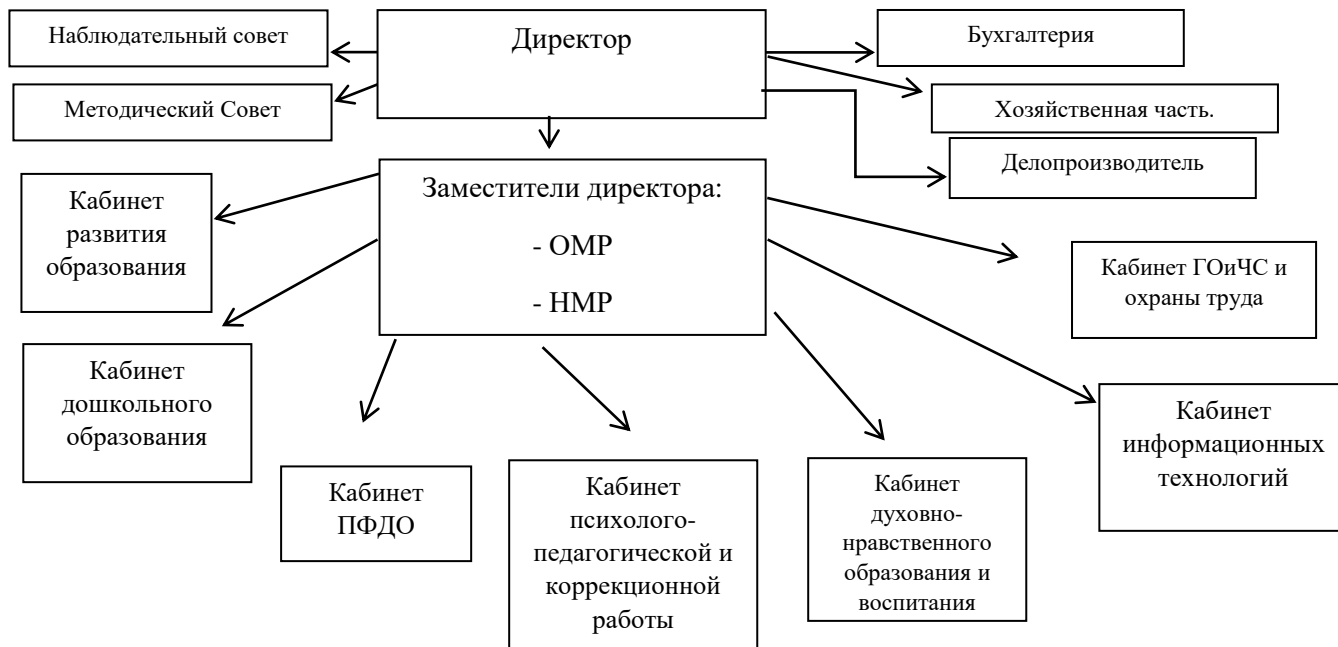 Наблюдательный совет
Директор
Бухгалтерия
Методический Совет
Хозяйственная часть.
Делопроизводитель
Заместители директора:
- ОМР
- НМР
Кабинет
развития
образования
Кабинет ГОиЧС и
охраны труда
Кабинет
дошкольного
образования
Кабинет
информационных
технологий
Кабинет
ПФДО
Кабинет
психолого-
педагогической и
коррекционной
работы
Кабинет
духовно-
нравственного
образования и
воспитания